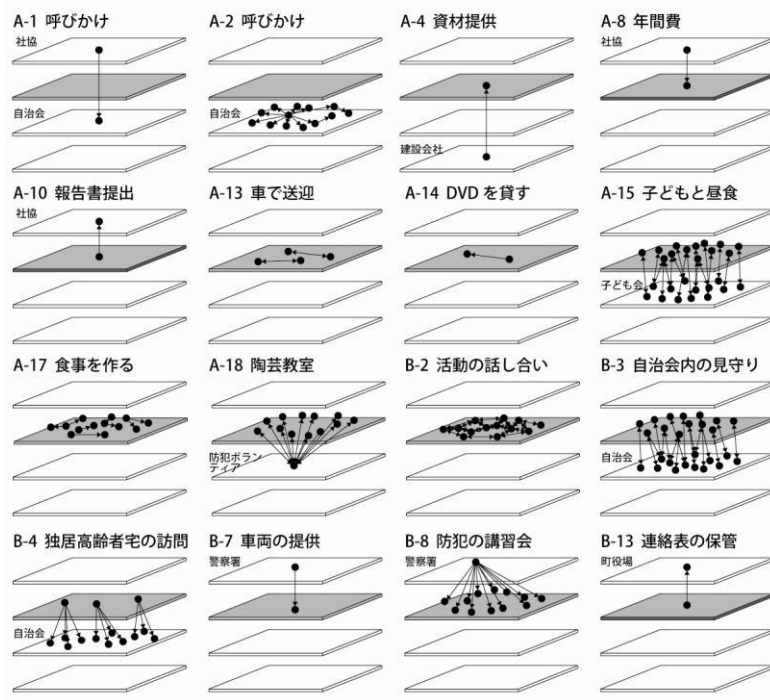 A-1 呼びかけ
社協
自治会
A-2 呼びかけ
自治会
A-4 資材提供
建設会社
A-8 年間費
社協
A-10 報告書提出
社協
A-13 車で送迎
A-14 DVD を貸す
A-15 子どもと昼食
子ども会
A-17 食事を作る
A-18 陶芸教室
防犯ボラン
ティア
B-2 活動の話し合い
B-3 自治会内の見守り
自治会
B-4 独居高齢者宅の訪問
自治会
B-7 車両の提供
警察署
B-8 防犯の講習会
警察署
B-13 連絡表の保管
町役場